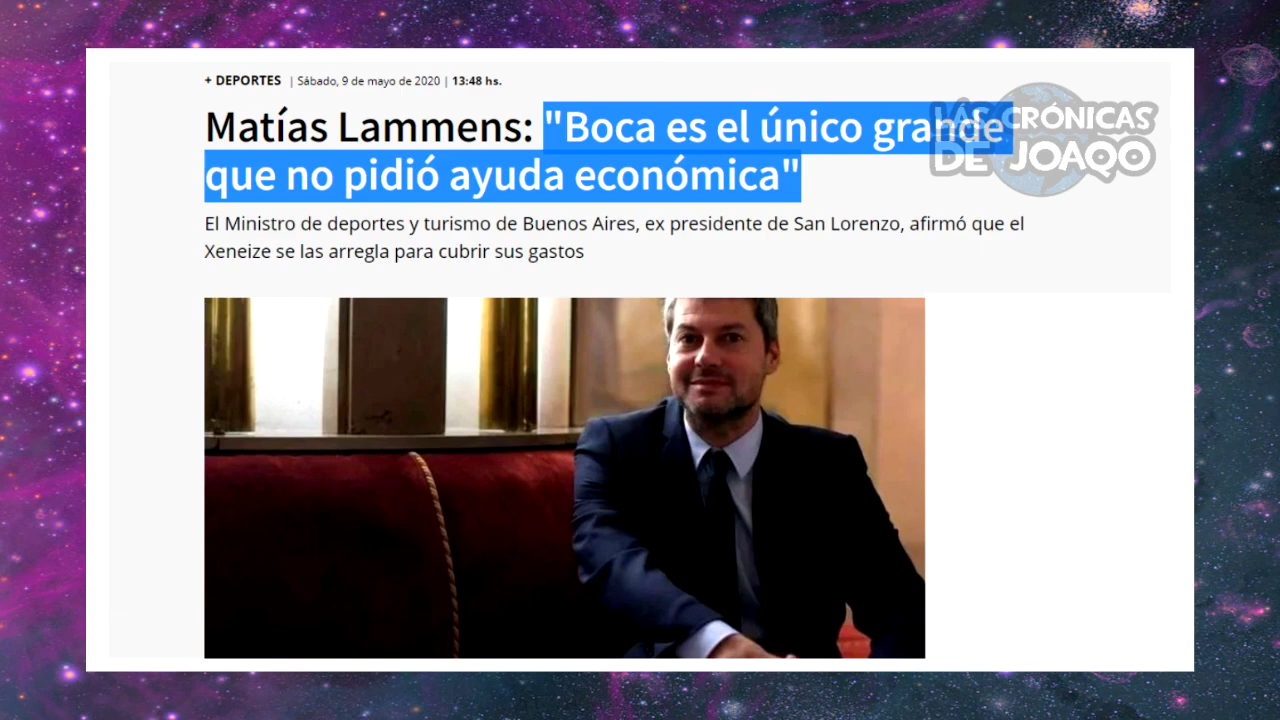 + DEPORTES | Sábado, 9 de mayo de 2020 | 13:48 hs.
Matías Lammens: "Boca es el único grande
que no pidió ayuda económica"
El Ministro de deportes y turismo de Buenos Aires, ex presidente de San Lorenzo, afirmó que el
Xeneize se las arregla para cubrir sus gastos
LAS CRÓNICAS
DE JOAQO